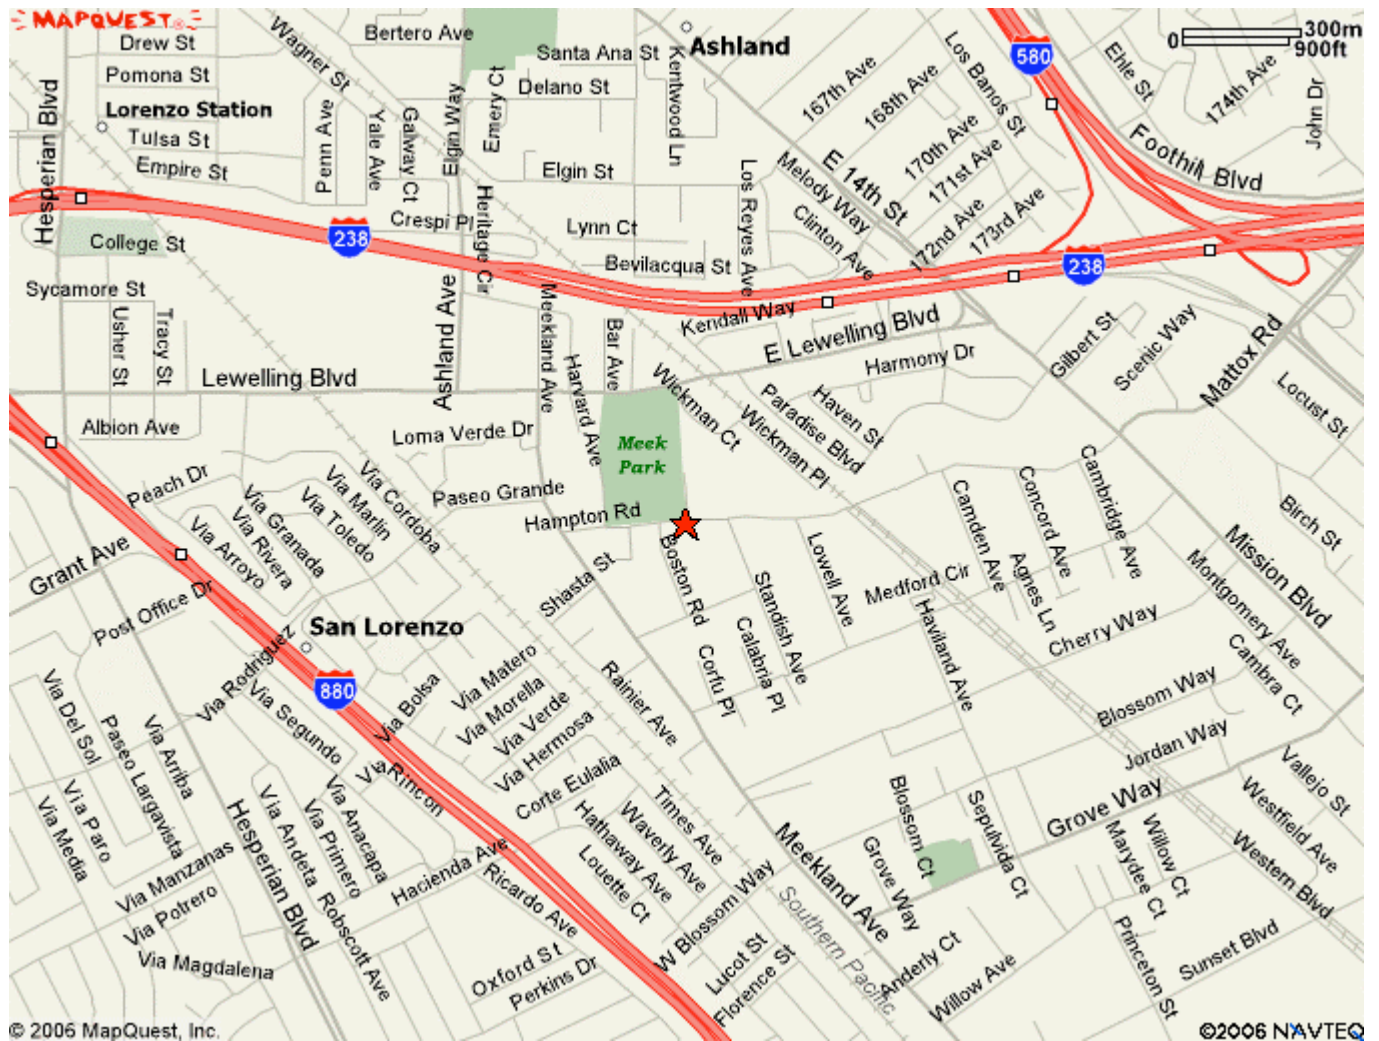 MAPQUEST
Drew St
Pomona St
Lorenzo Station
Tulsa St
Empire St
Hesperian Blvd
Wagner St
Penn Ave
Yale Ave
Galway Ct
Bertero Ave
Elgin Way
Emery Ct
Santa Ana St
Delano St
Kentwood Ln
Ashland
Elgin St
Lynn Ct
Bevilacqua St
Los Reyes Ave
Melody Way
Clinton Ave
E 14th St
167th Ave
168th Ave
170th Ave
171st Ave
172nd Ave
173rd Ave
Los Banos St
580
0
300m
900ft
Ehle St
174th Ave
John Dr
Foothill Blvd
College St
238
Crespi Pl
Heritage Cir
238
Sycamore St
Usher St
Tracy St
Lewelling Blvd
Ashland Ave
Meekland Ave
Harvard Ave
Bar Ave
Kendall Way
E Lewelling Blvd
Harmony Dr
Gilbert St
Scenic Way
Mattox Rd
Locust St
Albion Ave
Loma Verde Dr
Meek
Park
Wickman Ct
Wickman Pl
Paradise Blvd
Haven St
Peach Dr
Via Granada
Via Rivera
Via Arroyo
Via Toledo
Via Marlin
Via Cordoba
Paseo Grande
Hampton Rd
Camden Ave
Concord Ave
Cambridge Ave
Birch St
Mission Blvd
Grant Ave
Post Office Dr
Shasta St
Boston Rd
Standish Ave
Calabria Pl
Corfu Pl
Lowell Ave
Medford Cir
Agnes Ln
Haviland Ave
Cherry Way
Montgomery Ave
Cambra Ct
San Lorenzo
Via Rodriguez
880
Via Bolsa
Via Matero
Via Morella
Via Verde
Via Hermosa
Rainier Ave
Blossom Way
Jordan Way
Via Del Sol
Paseo Largavista
Via Arriba
Via Segundo
Via Rincon
Corte Eulalia
Times Ave
Waverly Ave
Hathaway Ave
Louette Ct
Grove Way
Vallejo St
Westfield Ave
Western Blvd
Via Media
Via Paro
Via Manzanas
Via Potrero
Via Magdalena
Hesperian Blvd
Via Andeta
Via Primero
Via Anacapa
Robscott Ave
Hacienda Ave
Ricardo Ave
Oxford St
Perkins Dr
W Blossom Way
Lucot St
Florence St
Southern Pacific
Meekland Ave
Grove Way
Blossom Ct
Sepulvida Ct
Anderly Ct
Willow Ave
Marydee Ct
Willow Ct
Princeton St
Sunset Blvd
© 2006 MapQuest, Inc.
©2006 NAVTEQ